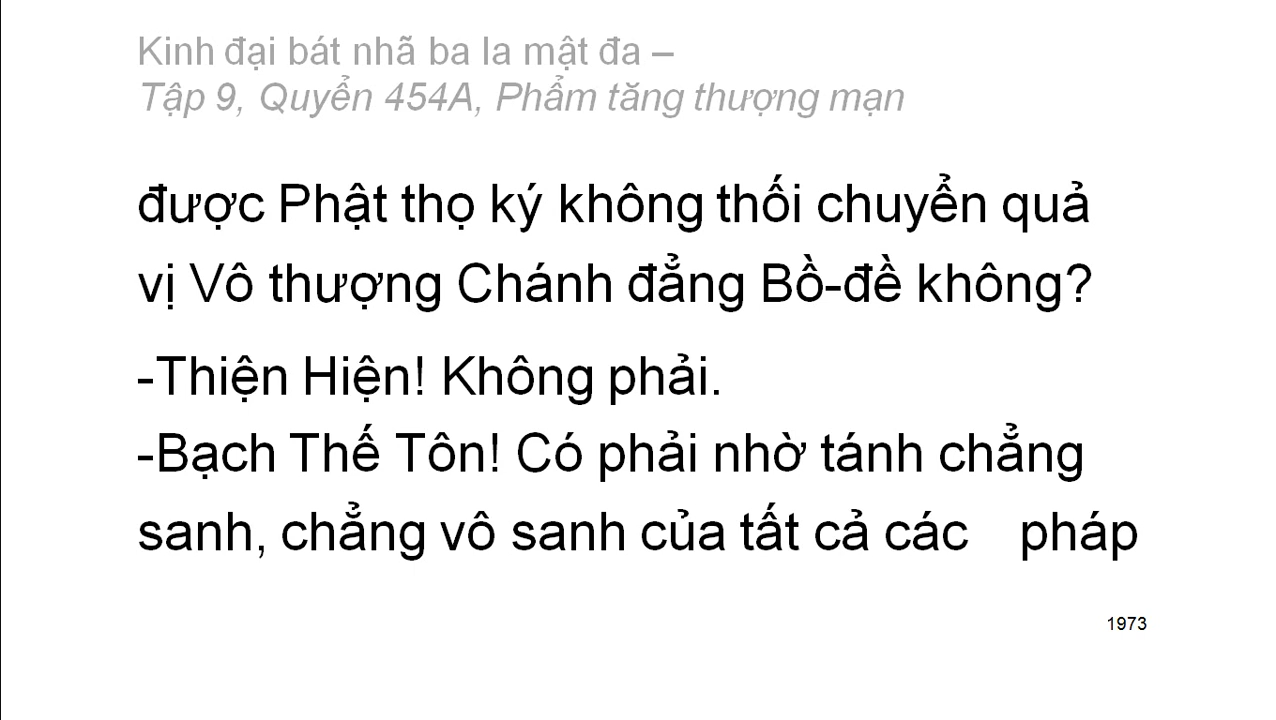 Kinh đại bát nhã ba la mật đa –
Tập 9, Quyển 454A, Phẩm tăng thượng mạn
được Phật thọ ký không thối chuyển quả
vị Vô thượng Chánh đẳng Bồ-đề không?
-Thiện Hiện! Không phải.
-Bạch Thế Tôn! Có phải nhờ tánh chẳng
sanh, chẳng vô sanh của tất cả các pháp
1973